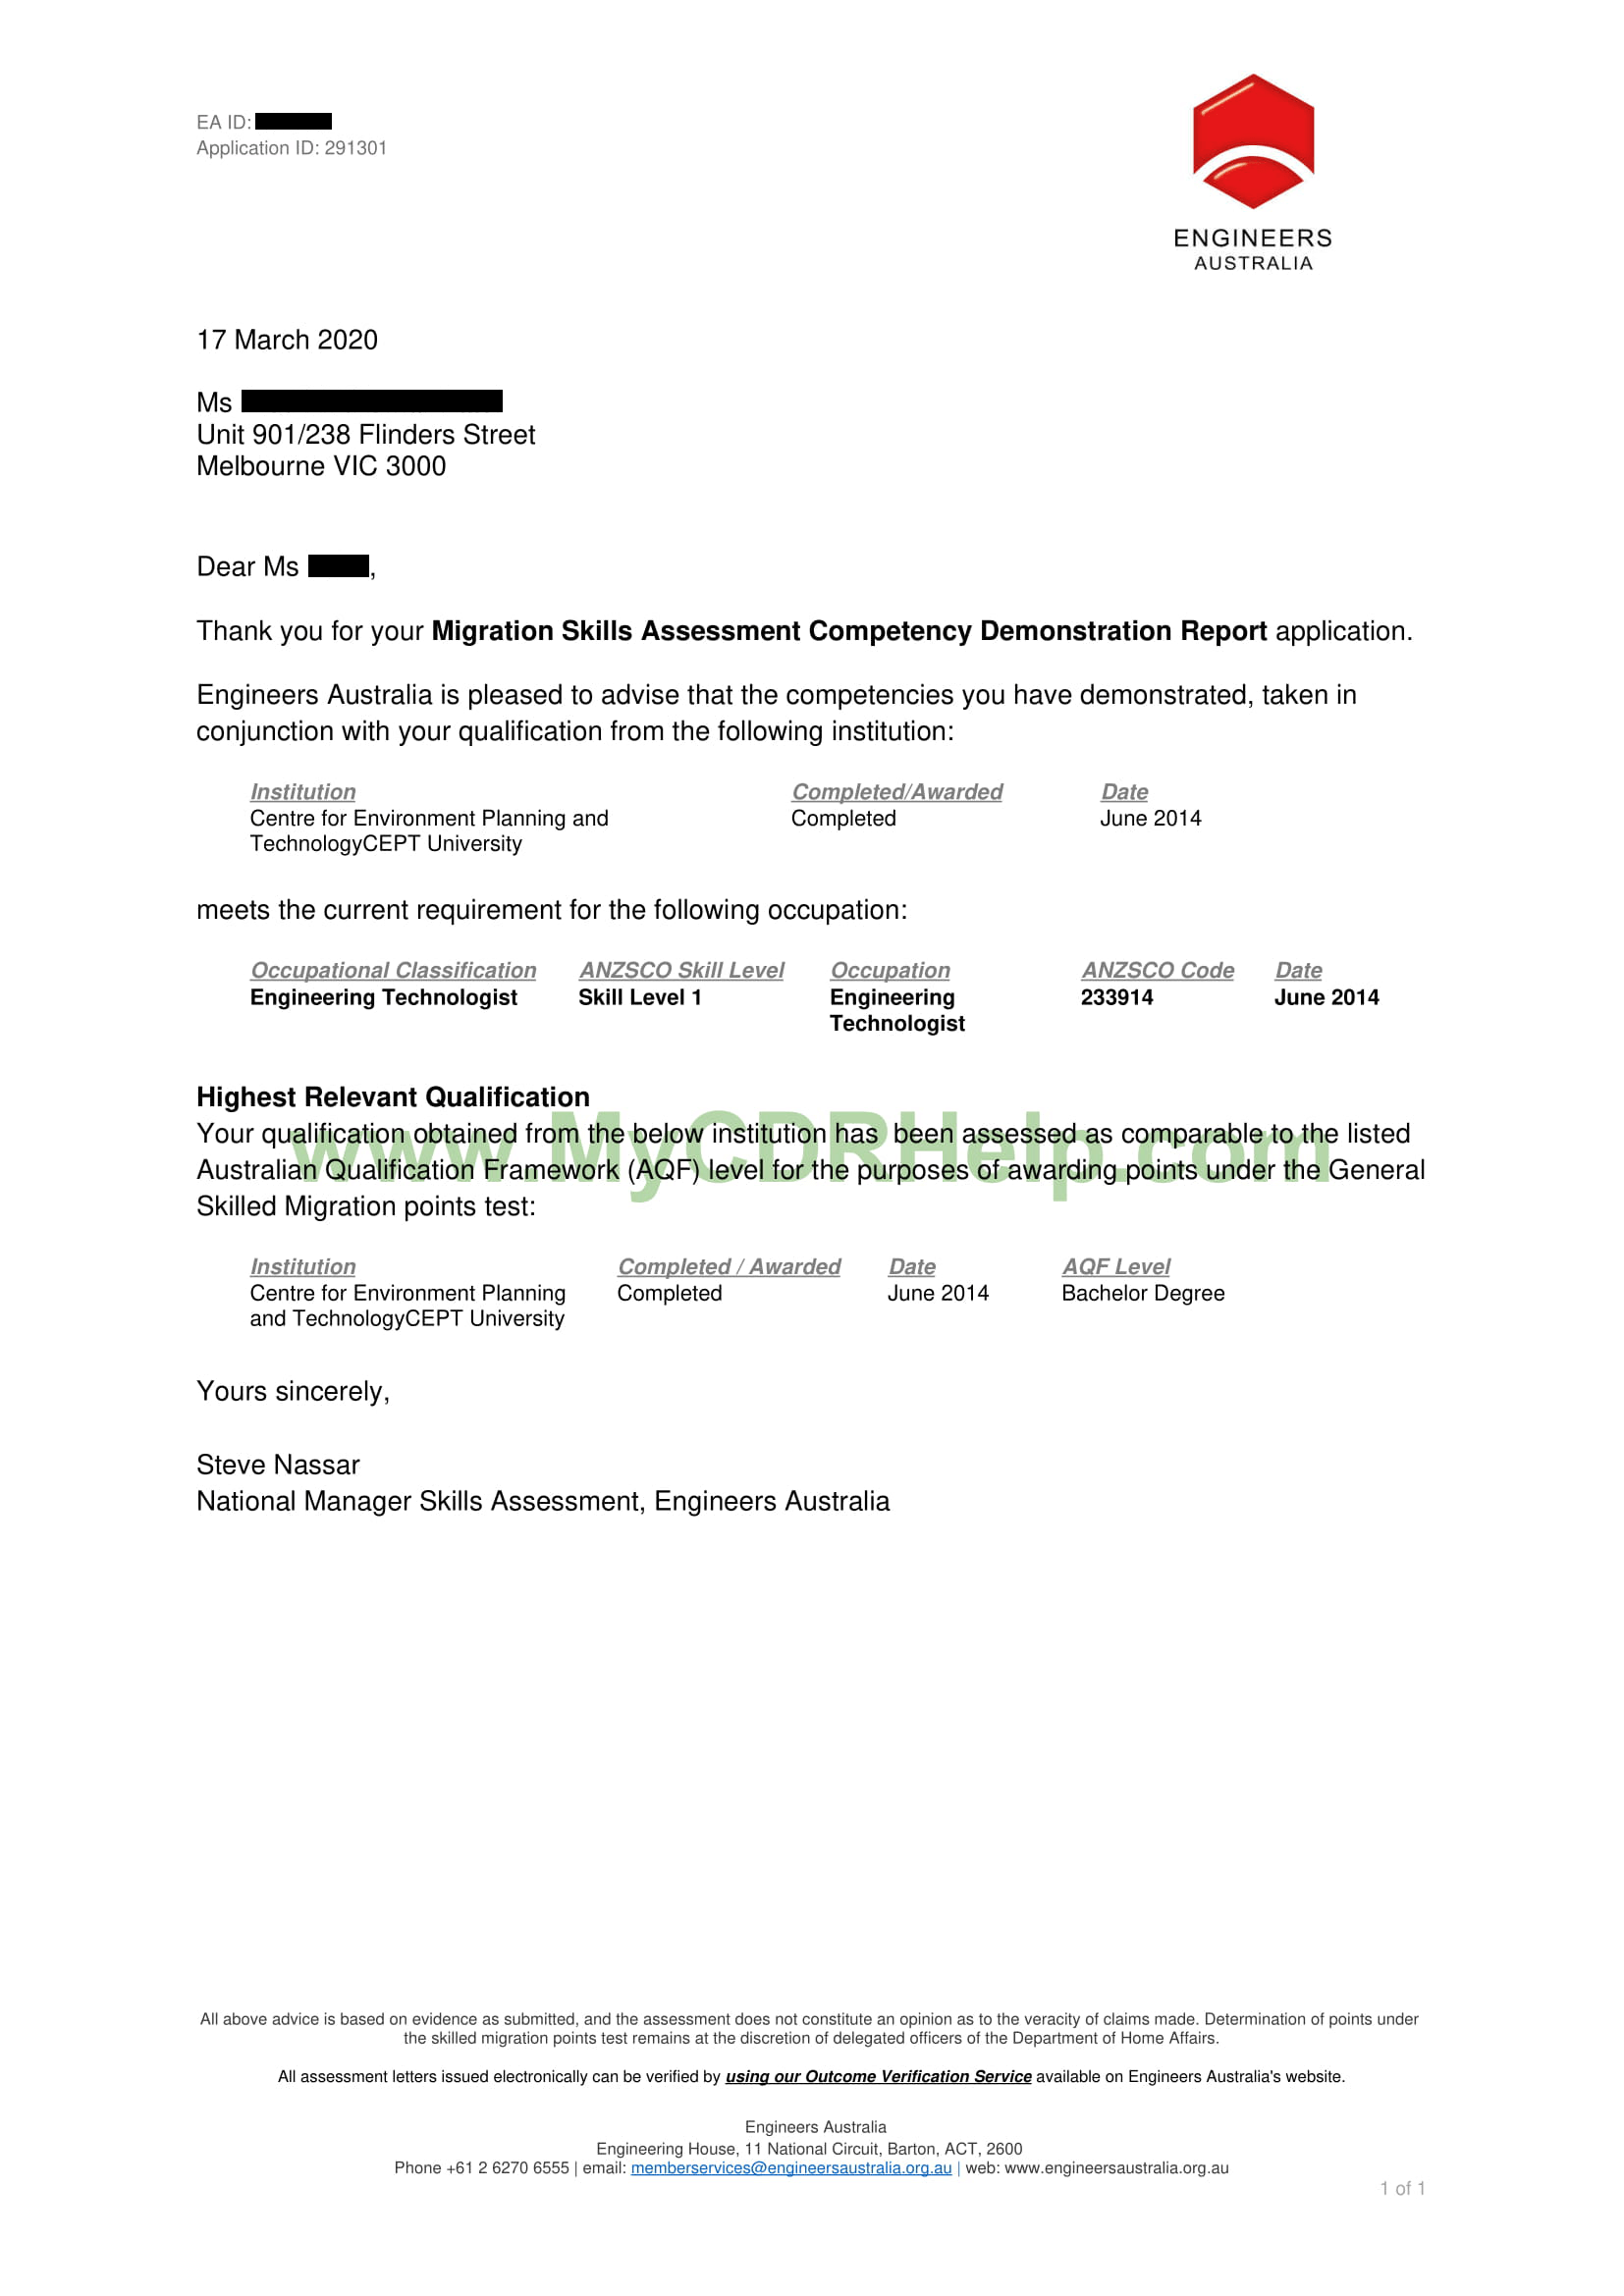 EA ID:
Application ID: 291301
ENGINEERS
AUSTRALIA
17 March 2020
Ms
Unit 901/238 Flinders Street
Melbourne VIC 3000
Dear Ms ,
Thank you for your Migration Skills Assessment Competency Demonstration Report application.
Engineers Australia is pleased to advise that the competencies you have demonstrated, taken in
conjunction with your qualification from the following institution:
Institution Completed/Awarded Date
Centre for Environment Planning and Completed June 2014
TechnologyCEPT University
meets the current requirement for the following occupation:
Occupational Classification ANZSCO Skill Level Occupation ANZSCO Code Date
Engineering Technologist Skill Level 1 Engineering 233914 June 2014
Technologist
Highest Relevant Qualification
www.MyCDRHelp.com
Your qualification obtained from the below institution has  been assessed as comparable to the listed
Australian Qualification Framework (AQF) level for the purposes of awarding points under the General
Skilled Migration points test:
Institution Completed / Awarded Date AQF Level
Centre for Environment Planning Completed June 2014 Bachelor Degree
and TechnologyCEPT University
Yours sincerely,
Steve Nassar
National Manager Skills Assessment, Engineers Australia
All above advice is based on evidence as submitted, and the assessment does not constitute an opinion as to the veracity of claims made. Determination of points under
the skilled migration points test remains at the discretion of delegated officers of the Department of Home Affairs.
All assessment letters issued electronically can be verified by using our Outcome Verification Service available on Engineers Australia's website.
Engineers Australia
Engineering House, 11 National Circuit, Barton, ACT, 2600
Phone +61 2 6270 6555 | email: memberservices@engineersaustralia.org.au | web: www.engineersaustralia.org.au
1 of 1